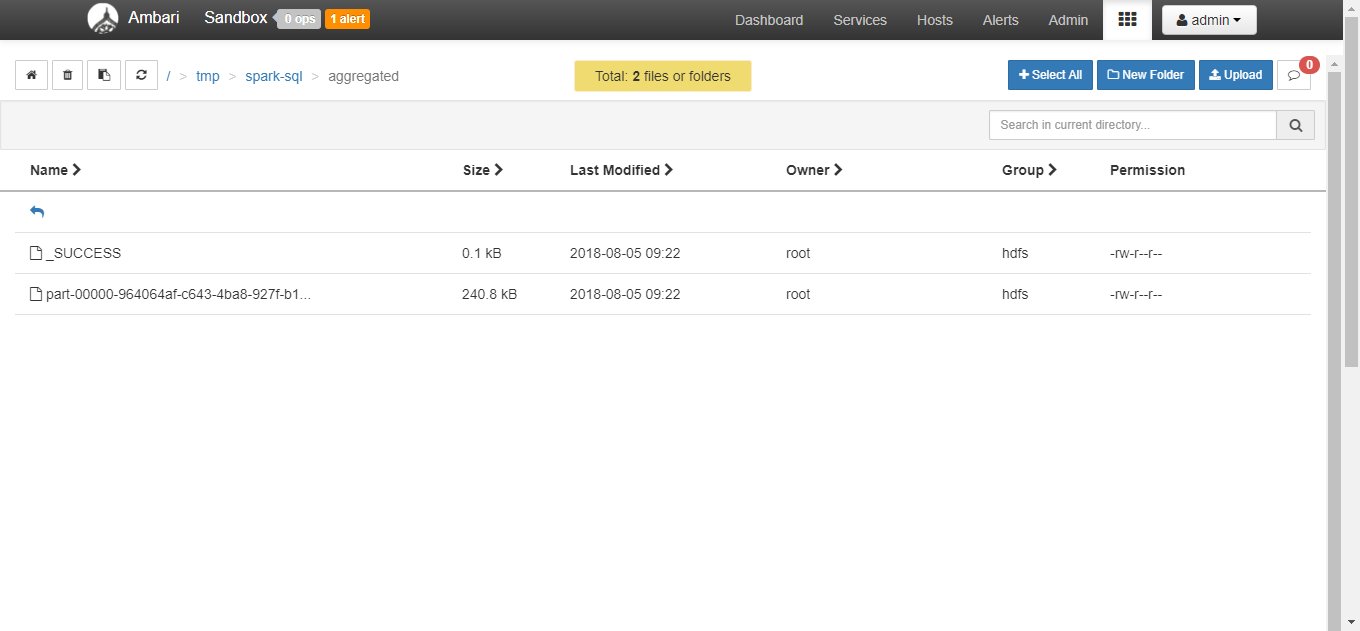 Ambari Sandbox 0 ops 1 alert Dashboard Services Hosts Alerts Admin admin
/ > tmp > spark-sql > aggregated Total: 2 files or folders Select All New Folder Upload 0
Search in current directory...
Name Size Last Modified Owner Group Permission
_SUCCESS 0.1 kB 2018-08-05 09:22 root hdfs -rw-r--r--
part-00000-964064af-c643-4ba8-927f-b1... 240.8 kB 2018-08-05 09:22 root hdfs -rw-r--r--